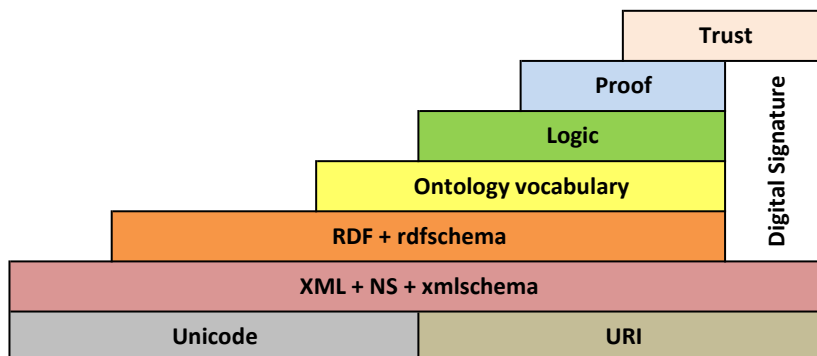 Trust
Proof
Digital Signature
Logic
Ontology vocabulary
RDF + rdfschema
XML + NS + xmlschema
Unicode
URI